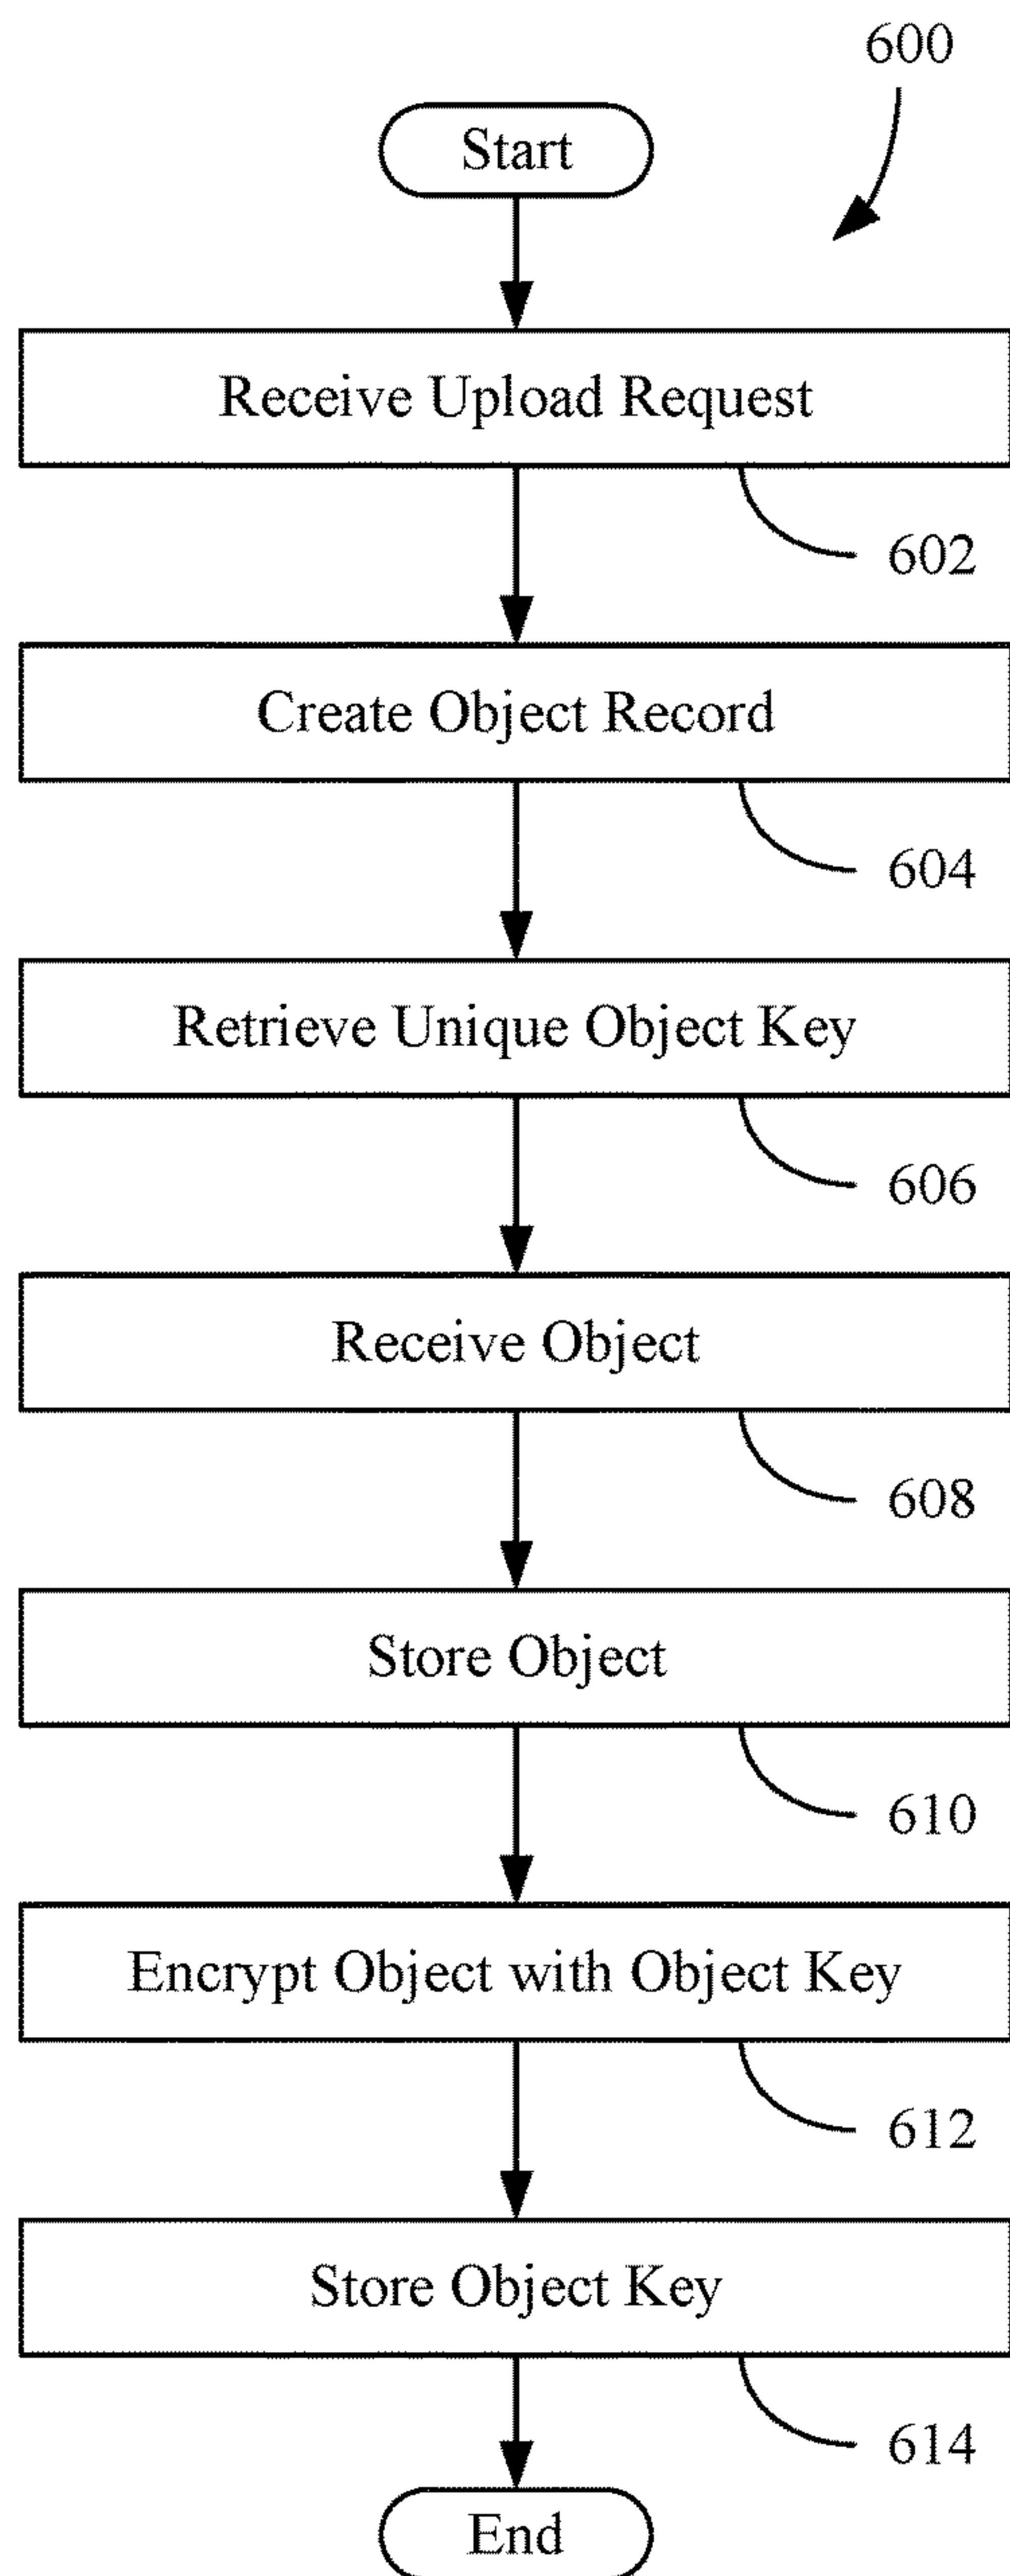 600
Start
Receive Upload Request
602
Create Object Record
604
Retrieve Unique Object Key
606
Receive Object
608
Store Object
610
Encrypt Object with Object Key
612
Store Object Key
614
End